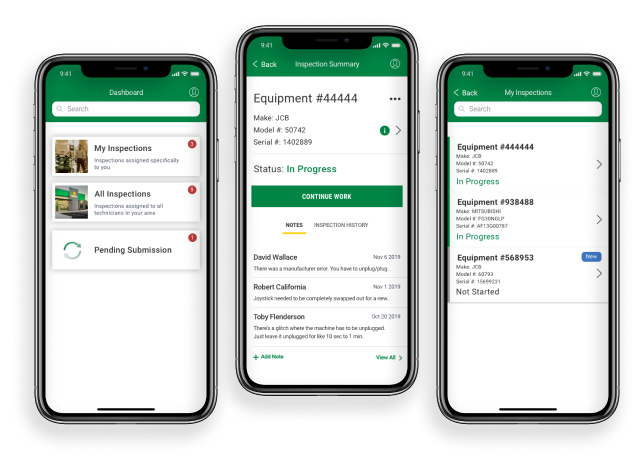 9:41
Dashboard
Search
My Inspections
3
Inspections assigned specifically
to you
All Inspections
Inspections assigned to all
technicians in your area
Pending Submission
1
9:41
Back
Inspection Summary
Equipment #44444
Make: JCB
Model #: 50742
Serial #: 1402889
Status: In Progress
CONTINUE WORK
NOTES
INSPECTION HISTORY
David Wallace
Nov 6 2019
There was a manufacturer error. You have to unplug/plug.
Robert California
Nov 1 2019
Joystick needed to be completely swapped out for a new..
Toby Flenderson
Oct 20 2019
There's a glitch where the machine has to be unplugged.
Just leave it unplugged for like 10 sec to 1 min.
+ Add Note
View All
9:41
Back
My Inspections
Search
Equipment #444444
Make: JCB
Model #: 50742
Serial #: 1402889
In Progress
Equipment #938488
Make: MITSUBISHI
Model #: FG30NGLP
Serial #: AF13G00787
In Progress
Equipment #568953
New
Make: JCB
Model #: 60793
Serial #: 15699231
Not Started